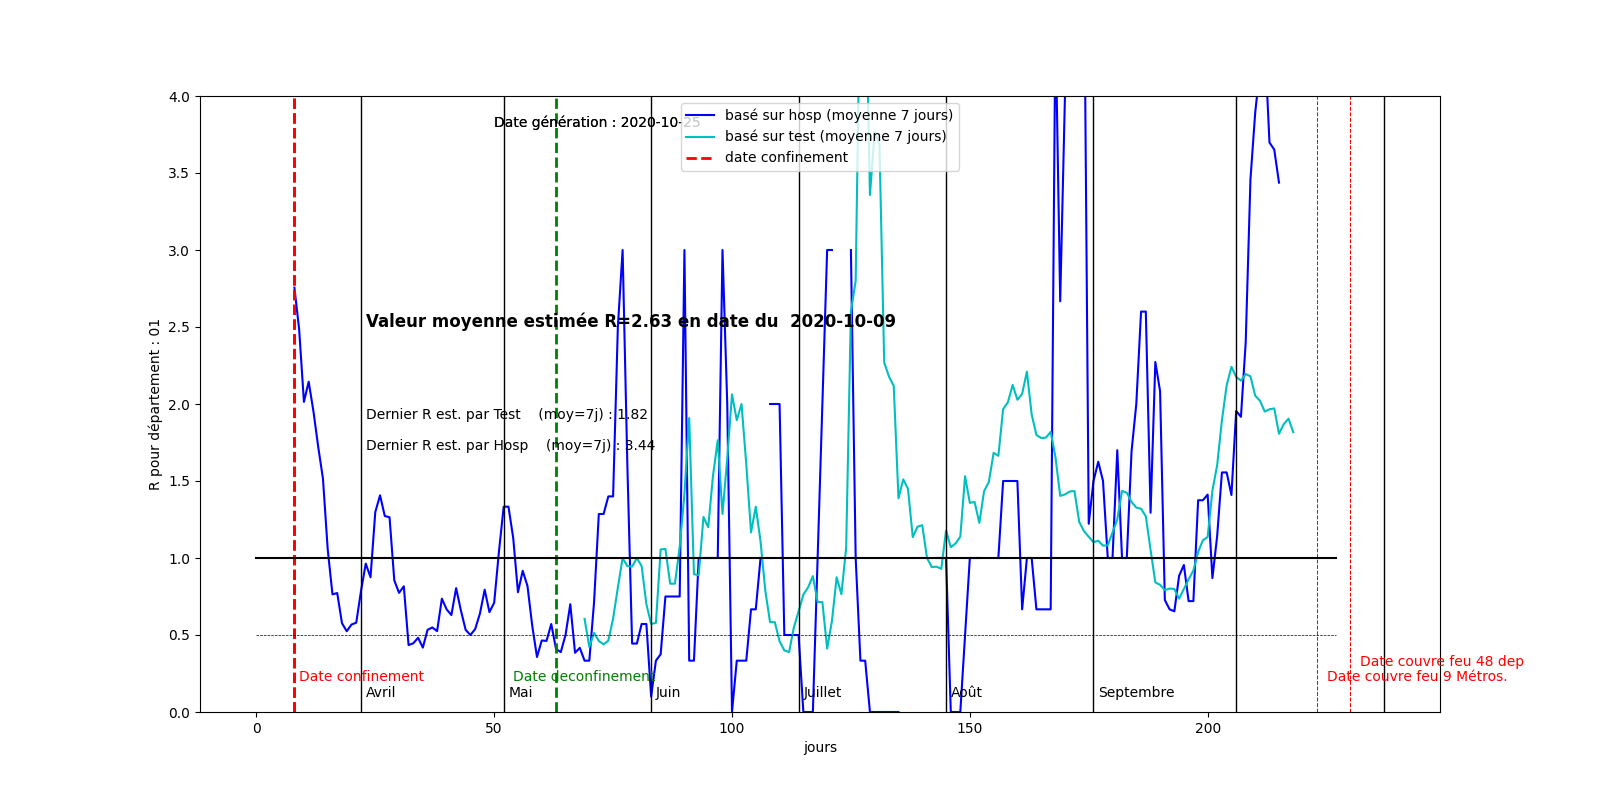 4.0
3.5
3.0
2.5
2.0
1.5
1.0
0.5
0.0
R pour département : 01
Date génération : 2020-10-25
basé sur hosp (moyenne 7 jours)
basé sur test (moyenne 7 jours)
date confinement
Valeur moyenne estimée R=2.63 en date du 2020-10-09
Dernier R est. par Test (moy=7j) : 1.82
Dernier R est. par Hosp (moy=7j) : 3.44
Date couvre feu 48 dep
Date confinement
Date deconfinement
Date couvre feu 9 Métros.
Avril
Mai
Juin
Juillet
Août
Septembre
0
50
100
150
200
jours